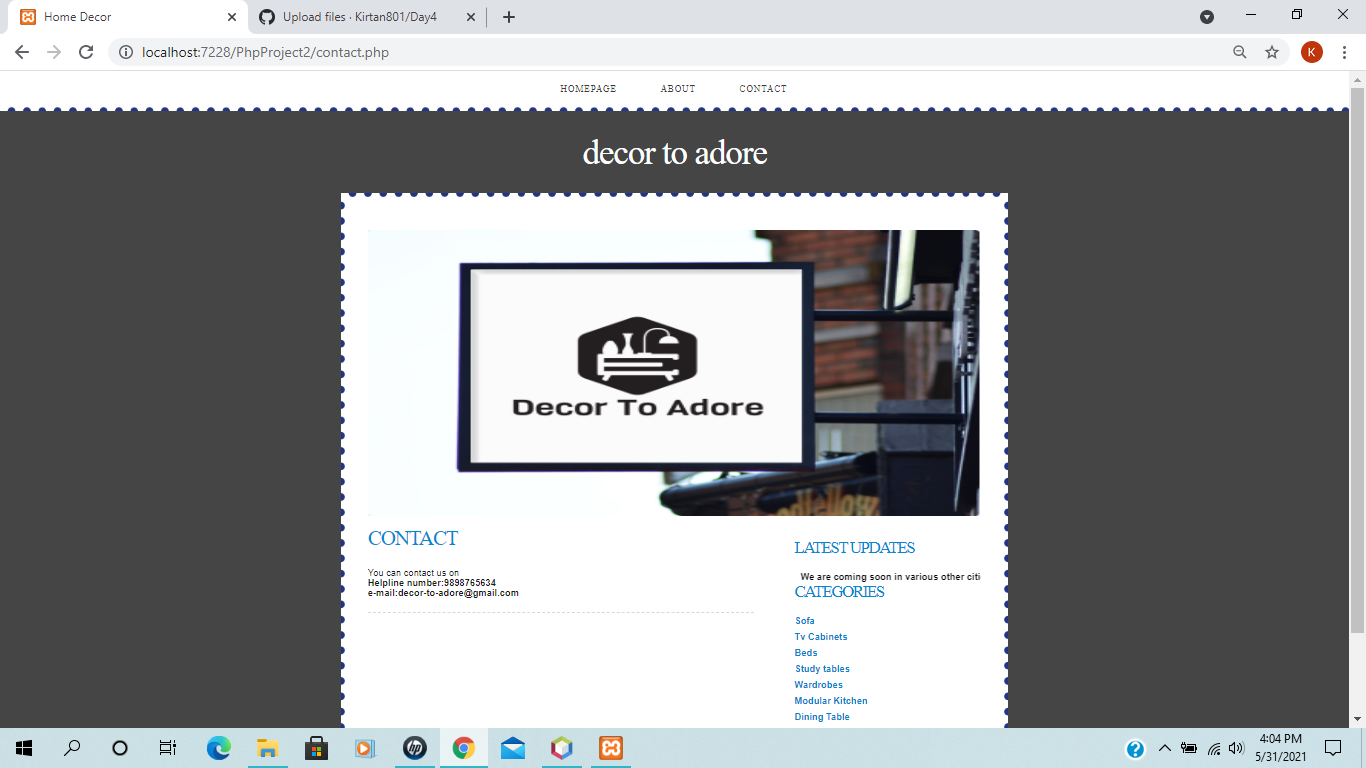 Home Decor
Upload files · Kirtan801/Day4
localhost:7228/PhpProject2/contact.php
K
HOMEPAGE ABOUT CONTACT
decor to adore
Decor To Adore
CONTACT
You can contact us on
Helpline number:9898765634
e-mail:decor-to-adore@gmail.com
LATEST UPDATES
We are coming soon in various other citi
CATEGORIES
Sofa
Tv Cabinets
Beds
Study tables
Wardrobes
Modular Kitchen
Dining Table
hp
4:04 PM
5/31/2021